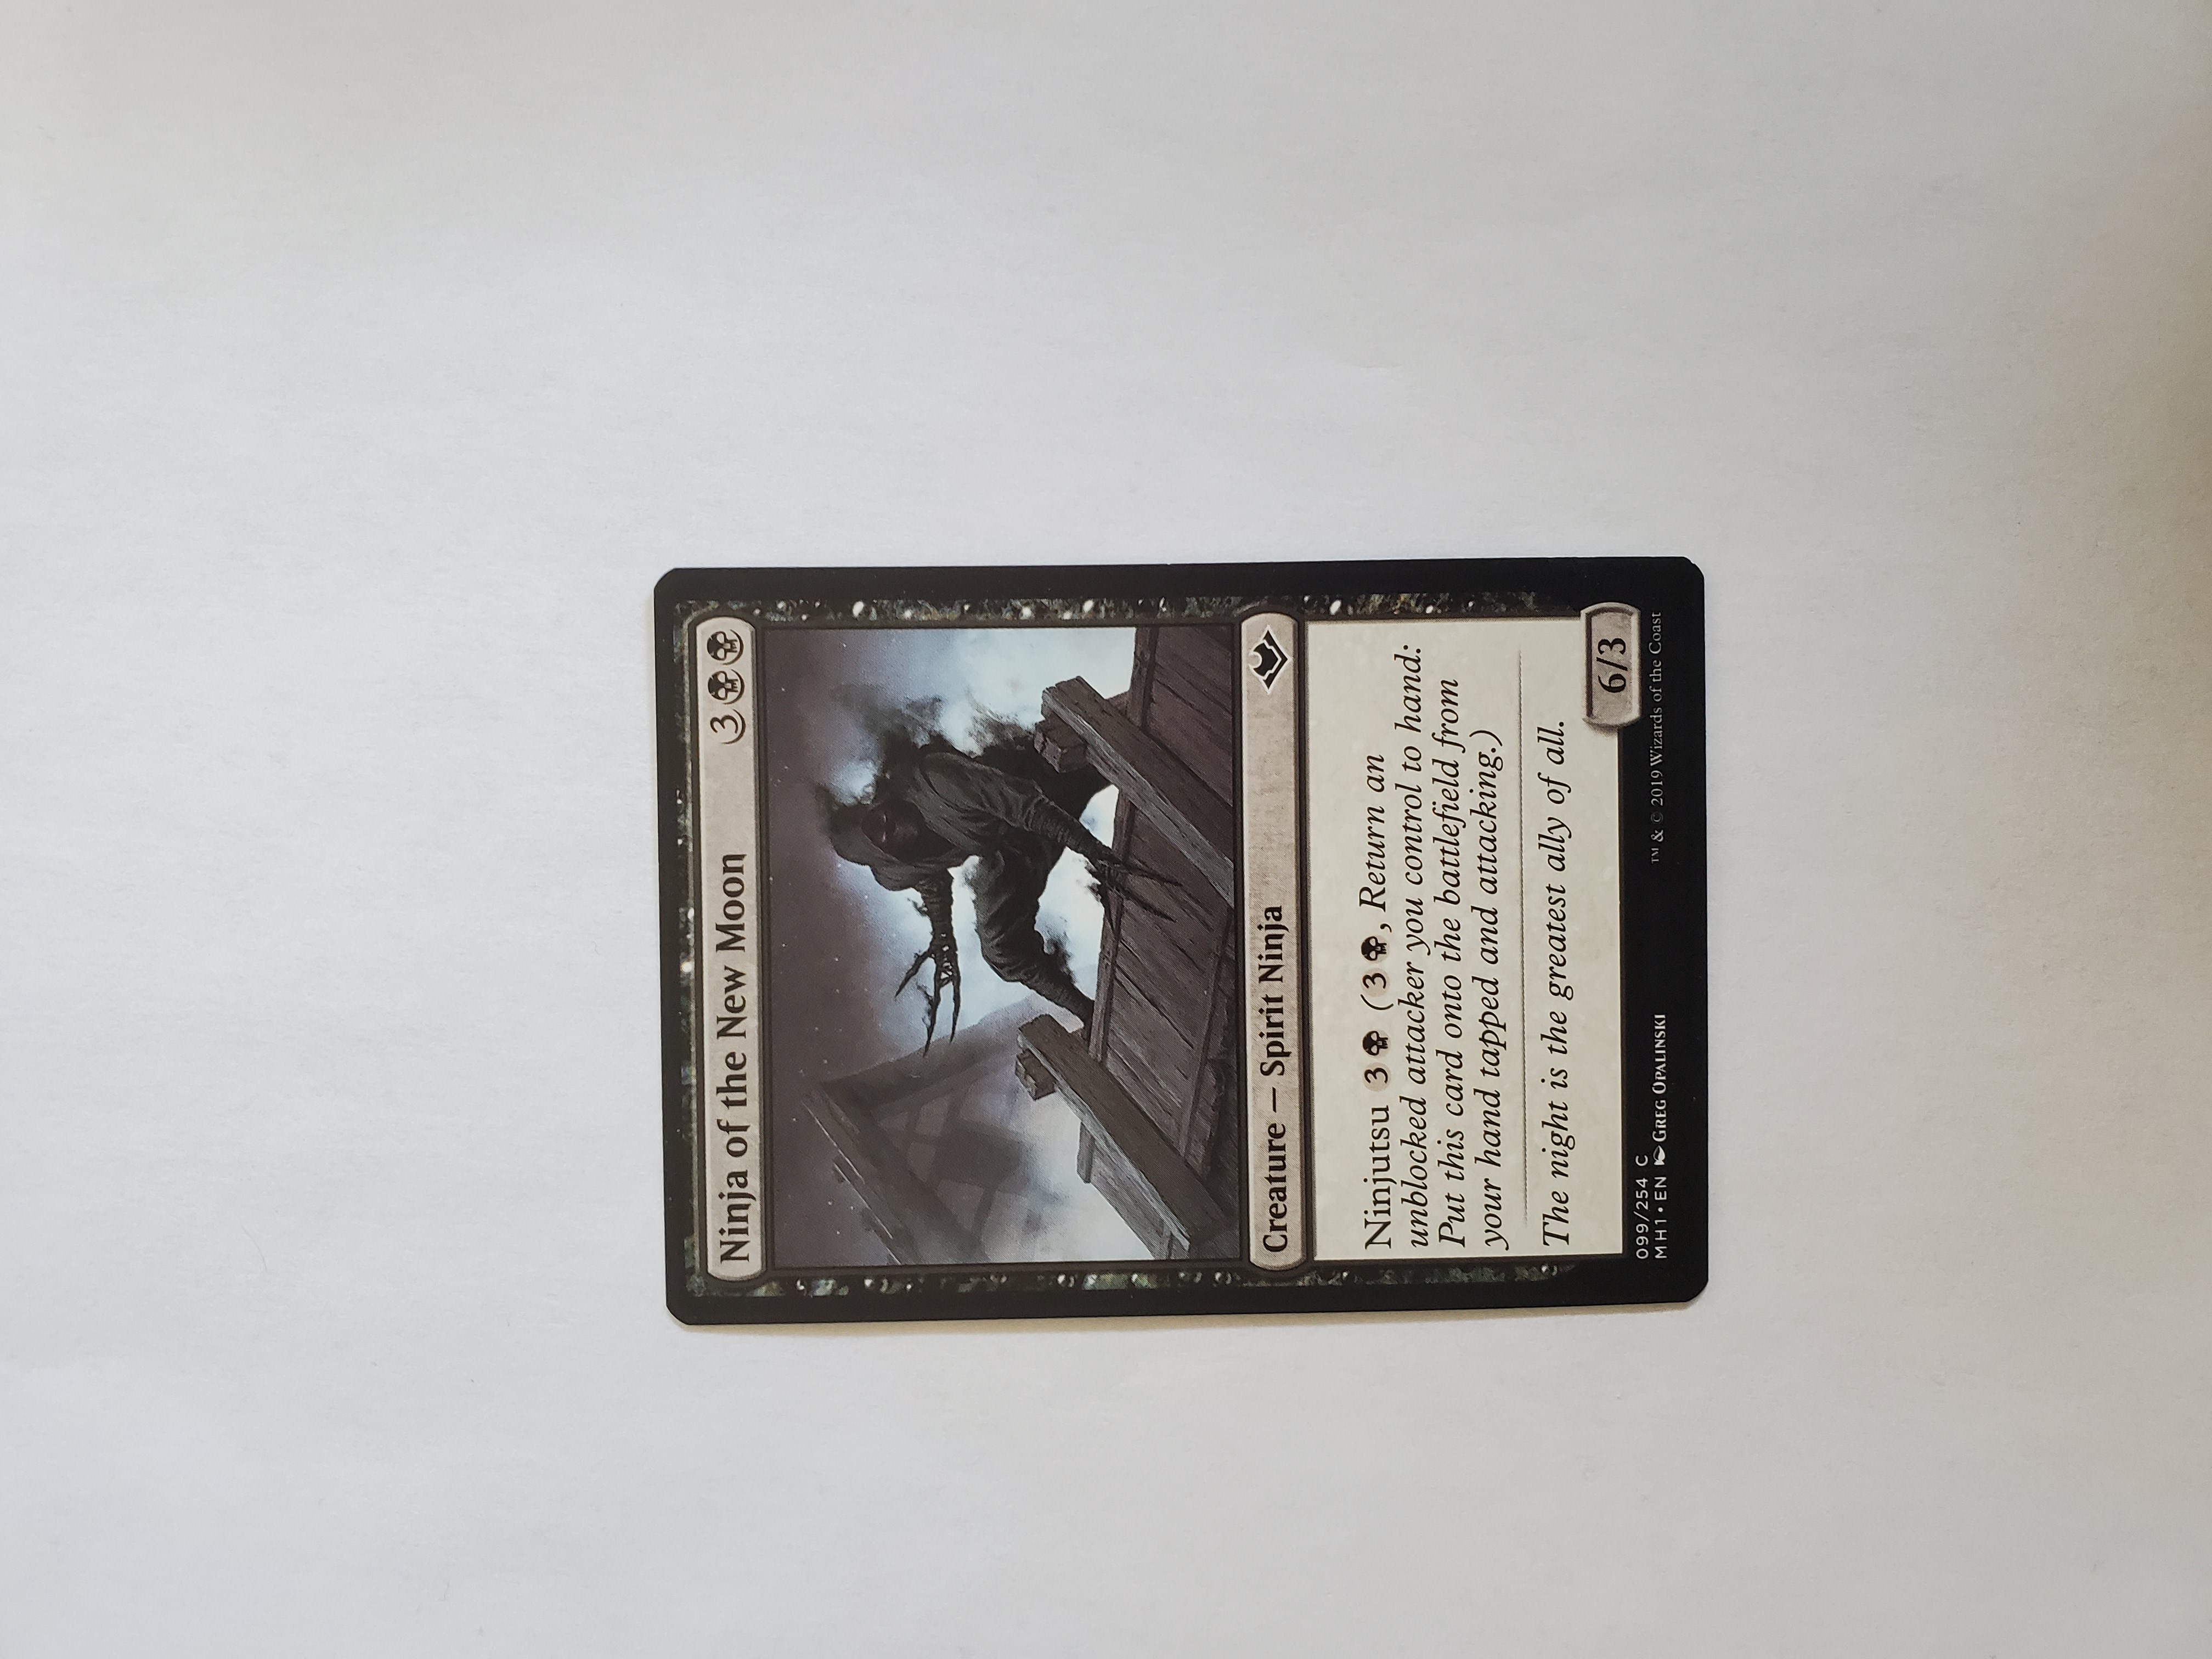 Ninja of the New Moon 3
Creature — Spirit Ninja
Ninjutsu 3 (3, Return an
unblocked attacker you control to hand:
Put this card onto the battlefield from
your hand tapped and attacking.)
The night is the greatest ally of all.
6/3
099/254 C
MH1•EN Greg Opalinski
™ & © 2019 Wizards of the Coast